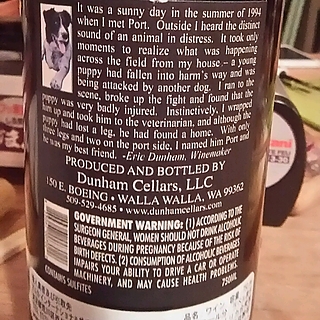 It was a sunny day in the summer of 1994
when I met Port. Outside I heard the distinct
sound of an animal in distress. It took only
moments to realize what was happening
across the field from my house - a young
puppy had fallen into harm's way and was
being attacked by another dog. I ran to the
scene, broke up the fight and found that the
puppy was very badly injured. Instinctively, I wrapped
him up and took him to the veterinarian, and although the
puppy had lost a leg, he had found a home. With only
three legs and two on the port side, I named him Port and
he was my best friend. -Eric Dunham, Winemaker
PRODUCED AND BOTTLED BY
Dunham Cellars, LLC
150 E. BOEING • WALLA WALLA, WA 99362
509-529-4685 • www.dunhamcellars.com
GOVERNMENT WARNING: (1) ACCORDING TO THE
SURGEON GENERAL, WOMEN SHOULD NOT DRINK ALCOHOLIC
BEVERAGES DURING PREGNANCY BECAUSE OF THE RISK OF
BIRTH DEFECTS. (2) CONSUMPTION OF ALCOHOLIC BEVERAGES
IMPAIRS YOUR ABILITY TO DRIVE A CAR OR OPERATE
MACHINERY, AND MAY CAUSE HEALTH PROBLEMS.
CONTAINS SULFITES
750ML